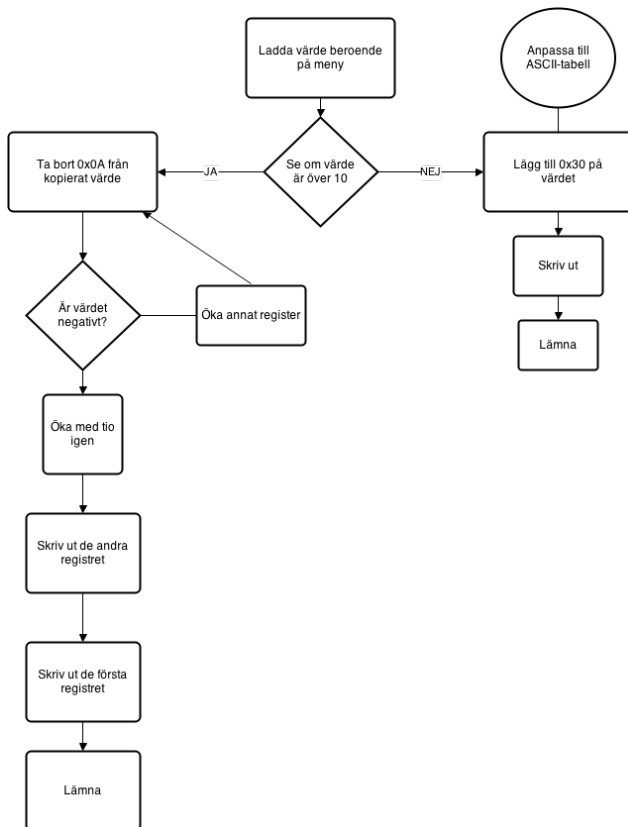 Ladda värde beroende
på meny
Anpassa till
ASCII-tabell
Ta bort 0x0A från
kopierat värde
JA
Se om värde
är över 10
NEJ
Lägg till 0x30 på
värdet
Skriv ut
Är värdet
negativt?
Öka annat register
Lämna
Öka med tio
igen
Skriv ut de andra
registret
Skriv ut de första
registret
Lämna